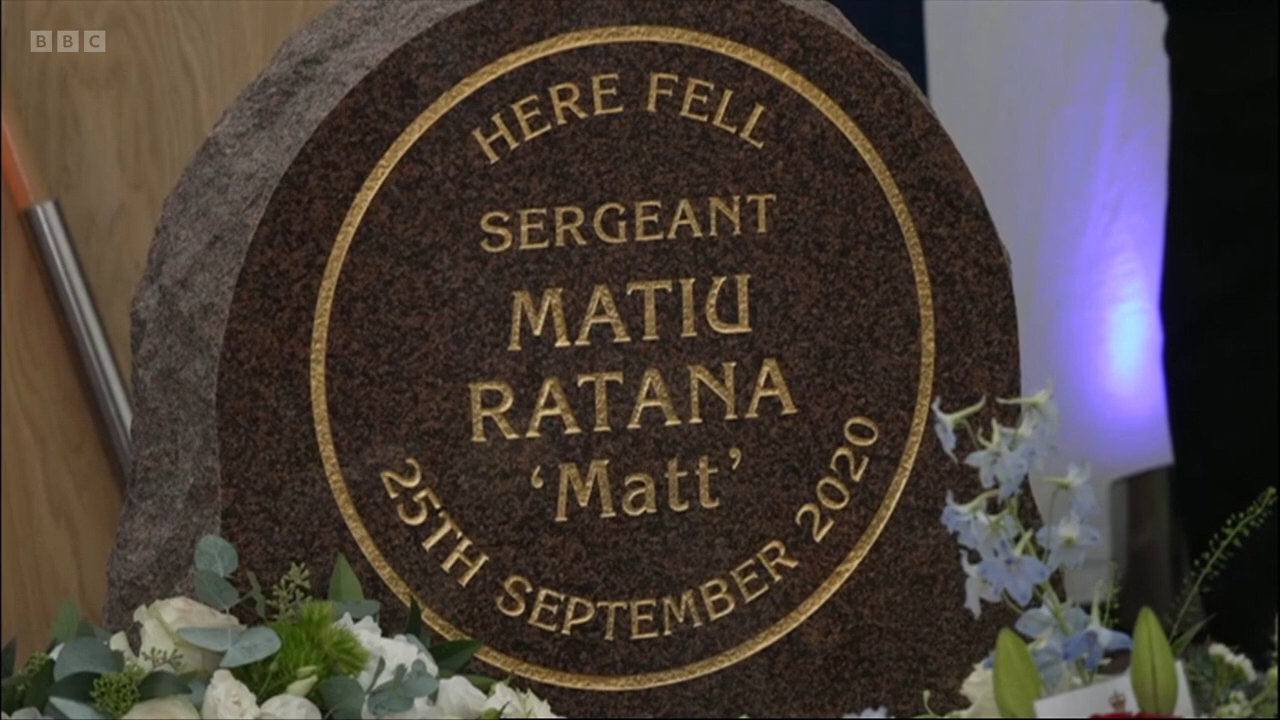 BBC
HERE FELL
SERGEANT
MATIU
RATANA
‘Matt’
25TH SEPTEMBER 2020